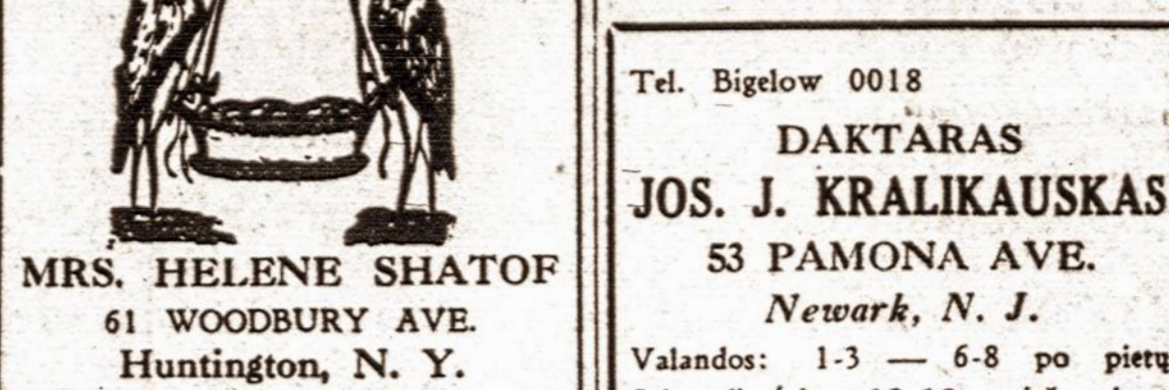 MRS. HELENE SHATOF
61 WOODBURY AVE.
Huntington, N. Y.
Tel. Bigelow 0018
DAKTARAS
JOS. J. KRALIKAUSKAS
53 PAMONA AVE.
Newark, N. J.
Valandos: 1-3 — 6-8 po pietų